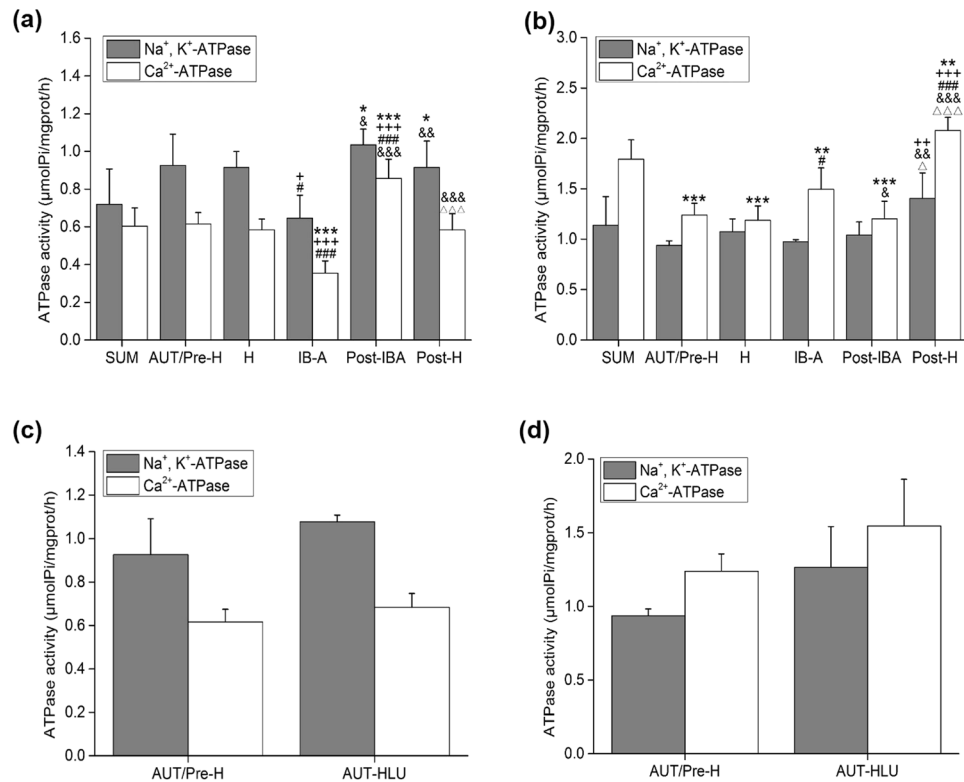 (a)
ATPase activity (μmolPi/mgprot/h)
1.6
1.4
1.2
1.0
0.8
0.6
0.4
0.2
0.0
Na⁺, K⁺-ATPase
Ca²⁺-ATPase
+
#
***
+++
###
*
&
***
+++
###
&&&
*
&&
&&&
△△△
SUM AUT/Pre-H H IB-A Post-IBA Post-H
(b)
ATPase activity (μmolPi/mgprot/h)
3.0
2.5
2.0
1.5
1.0
0.5
0.0
Na⁺, K⁺-ATPase
Ca²⁺-ATPase
***
***
**
#
***
&
++
&&
△
**
+++
###
&&&
△△△
SUM AUT/Pre-H H IB-A Post-IBA Post-H
(c)
ATPase activity (μmolPi/mgprot/h)
1.4
1.2
1.0
0.8
0.6
0.4
0.2
0.0
Na⁺, K⁺-ATPase
Ca²⁺-ATPase
AUT/Pre-H AUT-HLU
(d)
ATPase activity (μmolPi/mgprot/h)
2.0
1.5
1.0
0.5
0.0
Na⁺, K⁺-ATPase
Ca²⁺-ATPase
AUT/Pre-H AUT-HLU